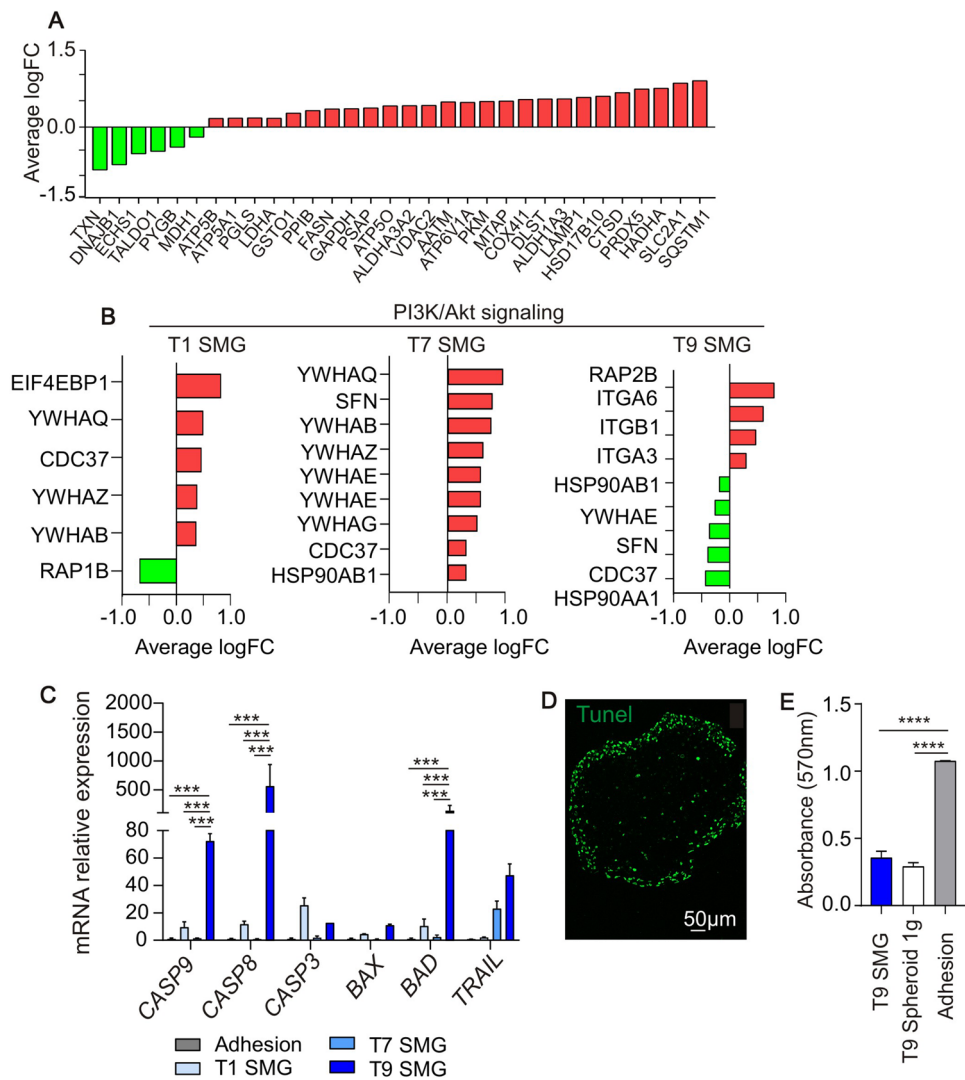 A
Average logFC
1.5
0.0
-1.5
TXN
DNAJB1
ECHS1
TALDO1
PYGB
MDH1
ATP5B
ATP5A1
PGLS
LDHA
GSTO1
PPIB
FASN
GAPDH
PSAP
ATP5O
ALDHA3A2
VDAC2
AATM
ATP6V1A
PKM
MTAP
COX4I1
DLST
ALDH1A3
LAMP1
HSD17B10
CTSD
PRDX5
HADHA
SLC2A1
SQSTM1
B
PI3K/Akt signaling
T1 SMG
EIF4EBP1
YWHAQ
CDC37
YWHAZ
YWHAB
RAP1B
-1.0 0.0 1.0
Average logFC
T7 SMG
YWHAQ
SFN
YWHAB
YWHAZ
YWHAE
YWHAE
YWHAG
CDC37
HSP90AB1
-1.0 0.0 1.0
Average logFC
T9 SMG
RAP2B
ITGA6
ITGB1
ITGA3
HSP90AB1
YWHAE
SFN
CDC37
HSP90AA1
-1.0 0.0 1.0
Average logFC
C
mRNA relative expression
2000
1500
1000
500
80
60
40
20
0
***
***
***
***
***
***
***
***
***
CASP9
CASP8
CASP3
BAX
BAD
TRAIL
Adhesion
T1 SMG
T7 SMG
T9 SMG
D
Tunel
50µm
E
Absorbance (570nm)
1.5
1.0
0.5
0.0
****
****
T9 SMG
T9 Spheroid 1g
Adhesion